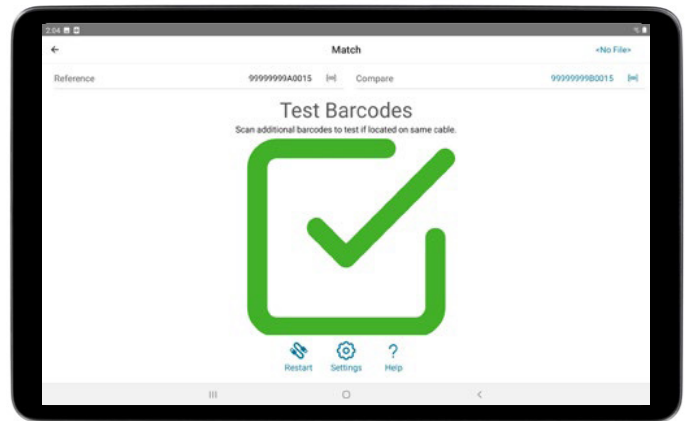 2:04
Match
<No File>
Reference 99999999A0015
Compare 99999999B0015
Test Barcodes
Scan additional barcodes to test if located on same cable.
Restart Settings Help